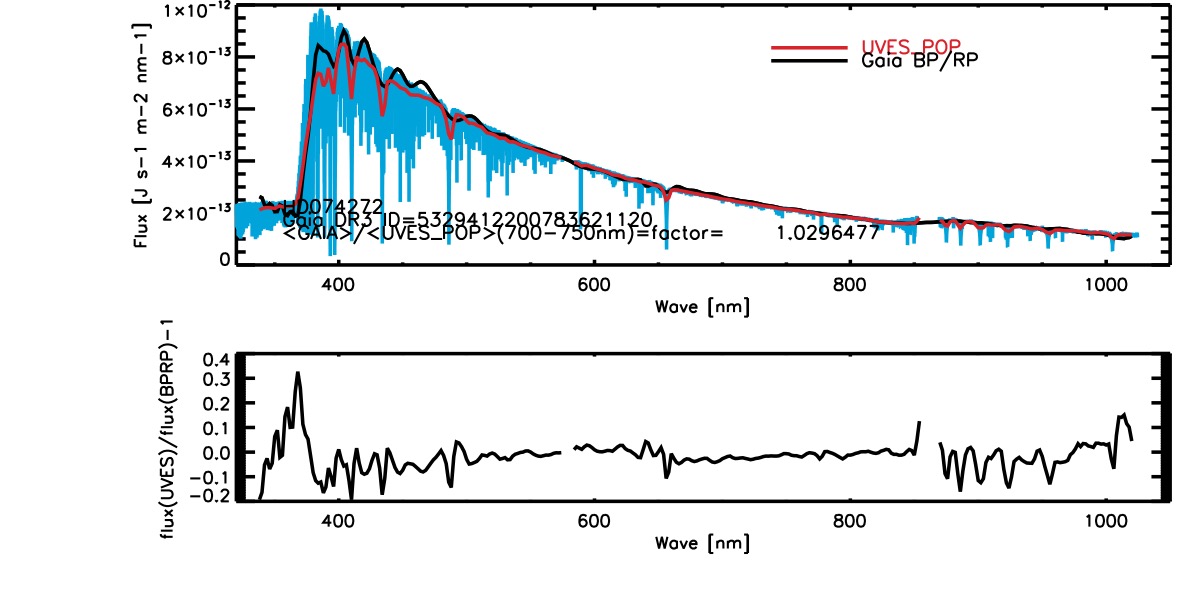 1×10−12
8×10−13
6×10−13
4×10−13
2×10−13
0
Flux [J s−1 m−2 nm−1]
UVES_POP
Gaia BP/RP
HD074272
Gaia DR3 ID=5329412200783621120
<GAIA>/<UVES_POP>(700−750nm)=factor= 1.0296477
400 600 800 1000
Wave [nm]
0.4
0.3
0.2
0.1
0.0
−0.1
−0.2
flux(UVES)/flux(BPRP)−1
400 600 800 1000
Wave [nm]